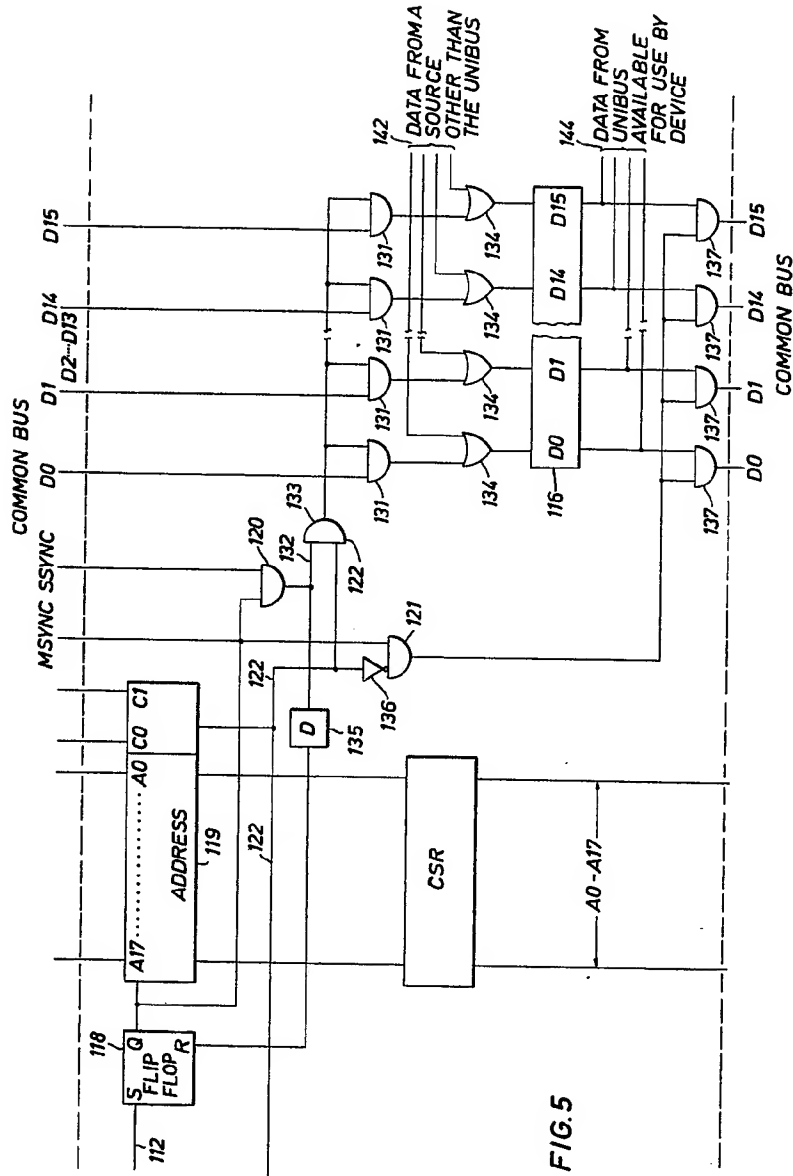 COMMON BUS
MSYNC SSYNC D0 D1 D2---D13 D14 D15
118
S Q
FLIP
FLOP
R
112
A17 ............... A0 C0 C1
ADDRESS
119
122
122
120
132
133
122
D
135
136
121
131
131
131
131
142
DATA FROM A
SOURCE
OTHER THAN
THE UNIBUS
134
134
134
134
CSR
116
D0 D1 D14 D15
144
DATA FROM
UNIBUS
AVAILABLE
FOR USE BY
DEVICE
A0-A17
137
137
137
137
D0 D1 D14 D15
COMMON BUS
FIG. 5